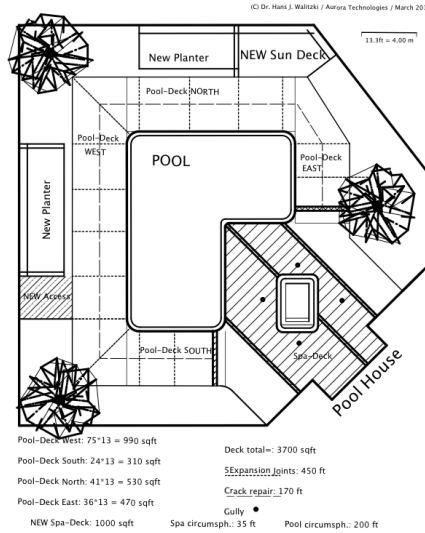 (C) Dr. Hans J. Walitzki / Aurora Technologies / March
13.3ft = 4.00 m
New Planter
NEW Sun Deck
Pool-Deck NORTH
Pool-Deck
WEST
POOL
Pool-Deck
EAST
New Planter
NEW Access
Pool-Deck SOUTH
Spa-Deck
Pool House
Pool-Deck West: 75*13 = 990 sqft
Pool-Deck South: 24*13 = 310 sqft
Pool-Deck North: 41*13 = 530 sqft
Pool-Deck East: 36*13 = 470 sqft
NEW Spa-Deck: 1000 sqft
Deck total=: 3700 sqft
SExpansion Joints: 450 ft
Crack repair: 170 ft
Gully
Spa circumsph.: 35 ft
Pool circumsph.: 200 ft